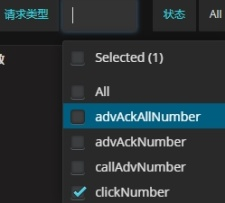 请求类型 状态 All
Selected (1)
All
advAckAllNumber
advAckNumber
callAdvNumber
clickNumber